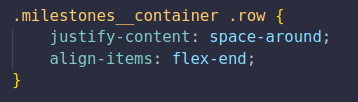 .milestones__container .row {
    justify-content: space-around;
    align-items: flex-end;
}